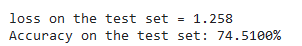 loss on the test set = 1.258
Accuracy on the test set: 74.5100%